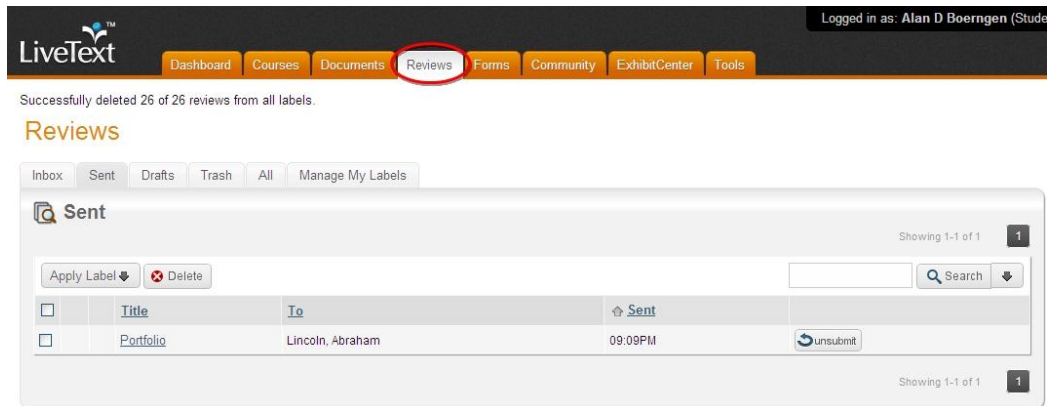 Logged in as: Alan D Boerngen (Stude
LiveText™
Dashboard Courses Documents Reviews Forms Community ExhibitCenter Tools
Successfully deleted 26 of 26 reviews from all labels.
Reviews
Inbox Sent Drafts Trash All Manage My Labels
Sent
Showing 1-1 of 1 1
Apply Label Delete Search
Title To Sent
Portfolio Lincoln, Abraham 09:09PM unsubmit
Showing 1-1 of 1 1